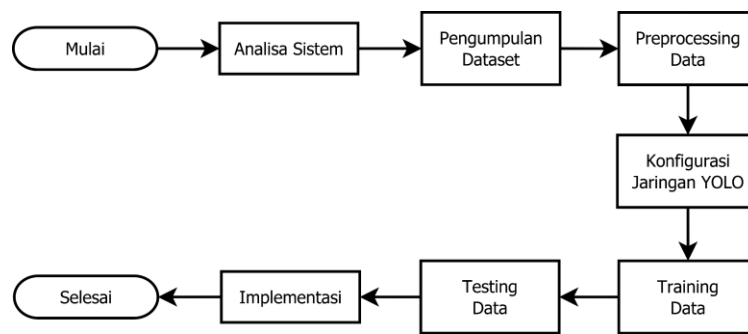 Mulai
Analisa Sistem
Pengumpulan
Dataset
Preprocessing
Data
Konfigurasi
Jaringan YOLO
Training
Data
Testing
Data
Implementasi
Selesai